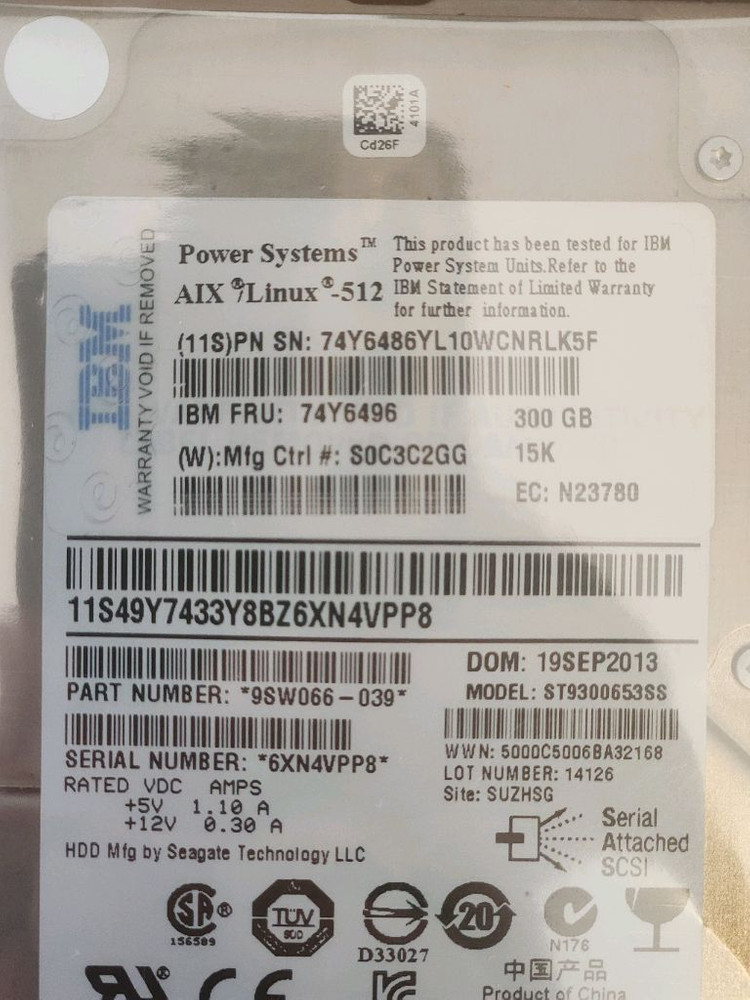 4101A
Cd26F
IBM
WARRANTY VOID IF REMOVED
Power Systems™
AIX®/Linux®-512
This product has been tested for IBM
Power System Units.Refer to the
IBM Statement of Limited Warranty
for further information.
(11S)PN SN: 74Y6486YL10WCNRLK5F
IBM FRU: 74Y6496
300 GB
(W):Mfg Ctrl #: S0C3C2GG
15K
EC: N23780
11S49Y7433Y8BZ6XN4VPP8
DOM: 19SEP2013
PART NUMBER: *9SW066-039*
MODEL: ST9300653SS
SERIAL NUMBER: *6XN4VPP8*
WWN: 5000C5006BA32168
LOT NUMBER: 14126
Site: SUZHSG
RATED VDC AMPS
+5V 1.10 A
+12V 0.30 A
HDD Mfg by Seagate Technology LLC
Serial
Attached
SCSI
SA®
156589
TÜV
SÜD
D33027
20
N176
中国产品
Product of China